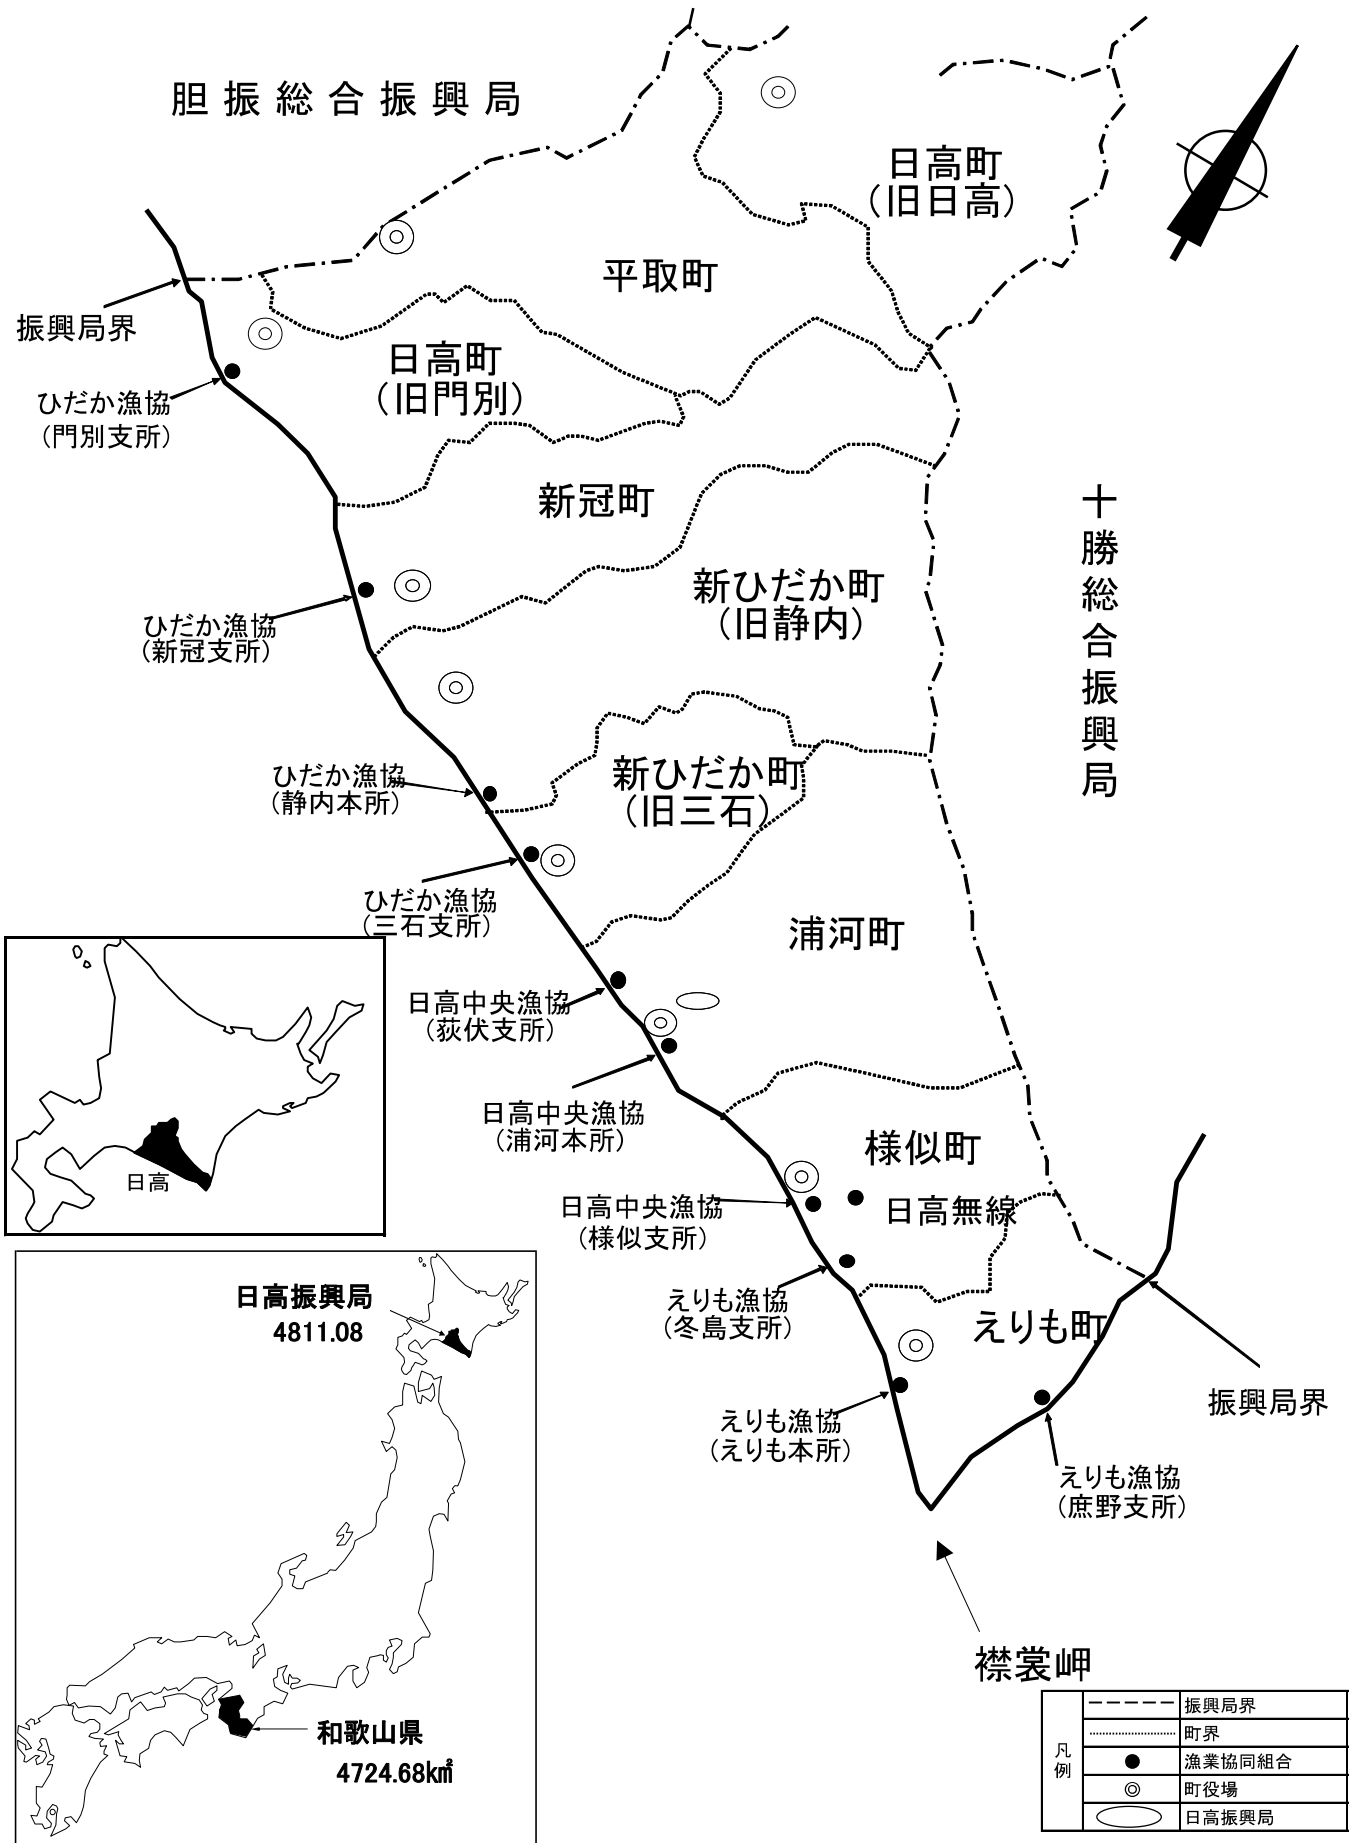 胆振総合振興局
日高町
(旧日高)
平取町
振興局界
日高町
(旧門別)
ひだか漁協
(門別支所)
新冠町
十勝総合振興局
新ひだか町
(旧静内)
ひだか漁協
(新冠支所)
新ひだか町
(旧三石)
ひだか漁協
(静内本所)
ひだか漁協
(三石支所)
浦河町
日高中央漁協
(荻伏支所)
日高中央漁協
(浦河本所)
様似町
日高無線
日高中央漁協
(様似支所)
えりも漁協
(冬島支所)
えりも町
振興局界
えりも漁協
(えりも本所)
えりも漁協
(庶野支所)
襟裳岬
日高
日高振興局
4811.08
和歌山県
4724.68k㎡
凡例
振興局界
町界
漁業協同組合
町役場
日高振興局